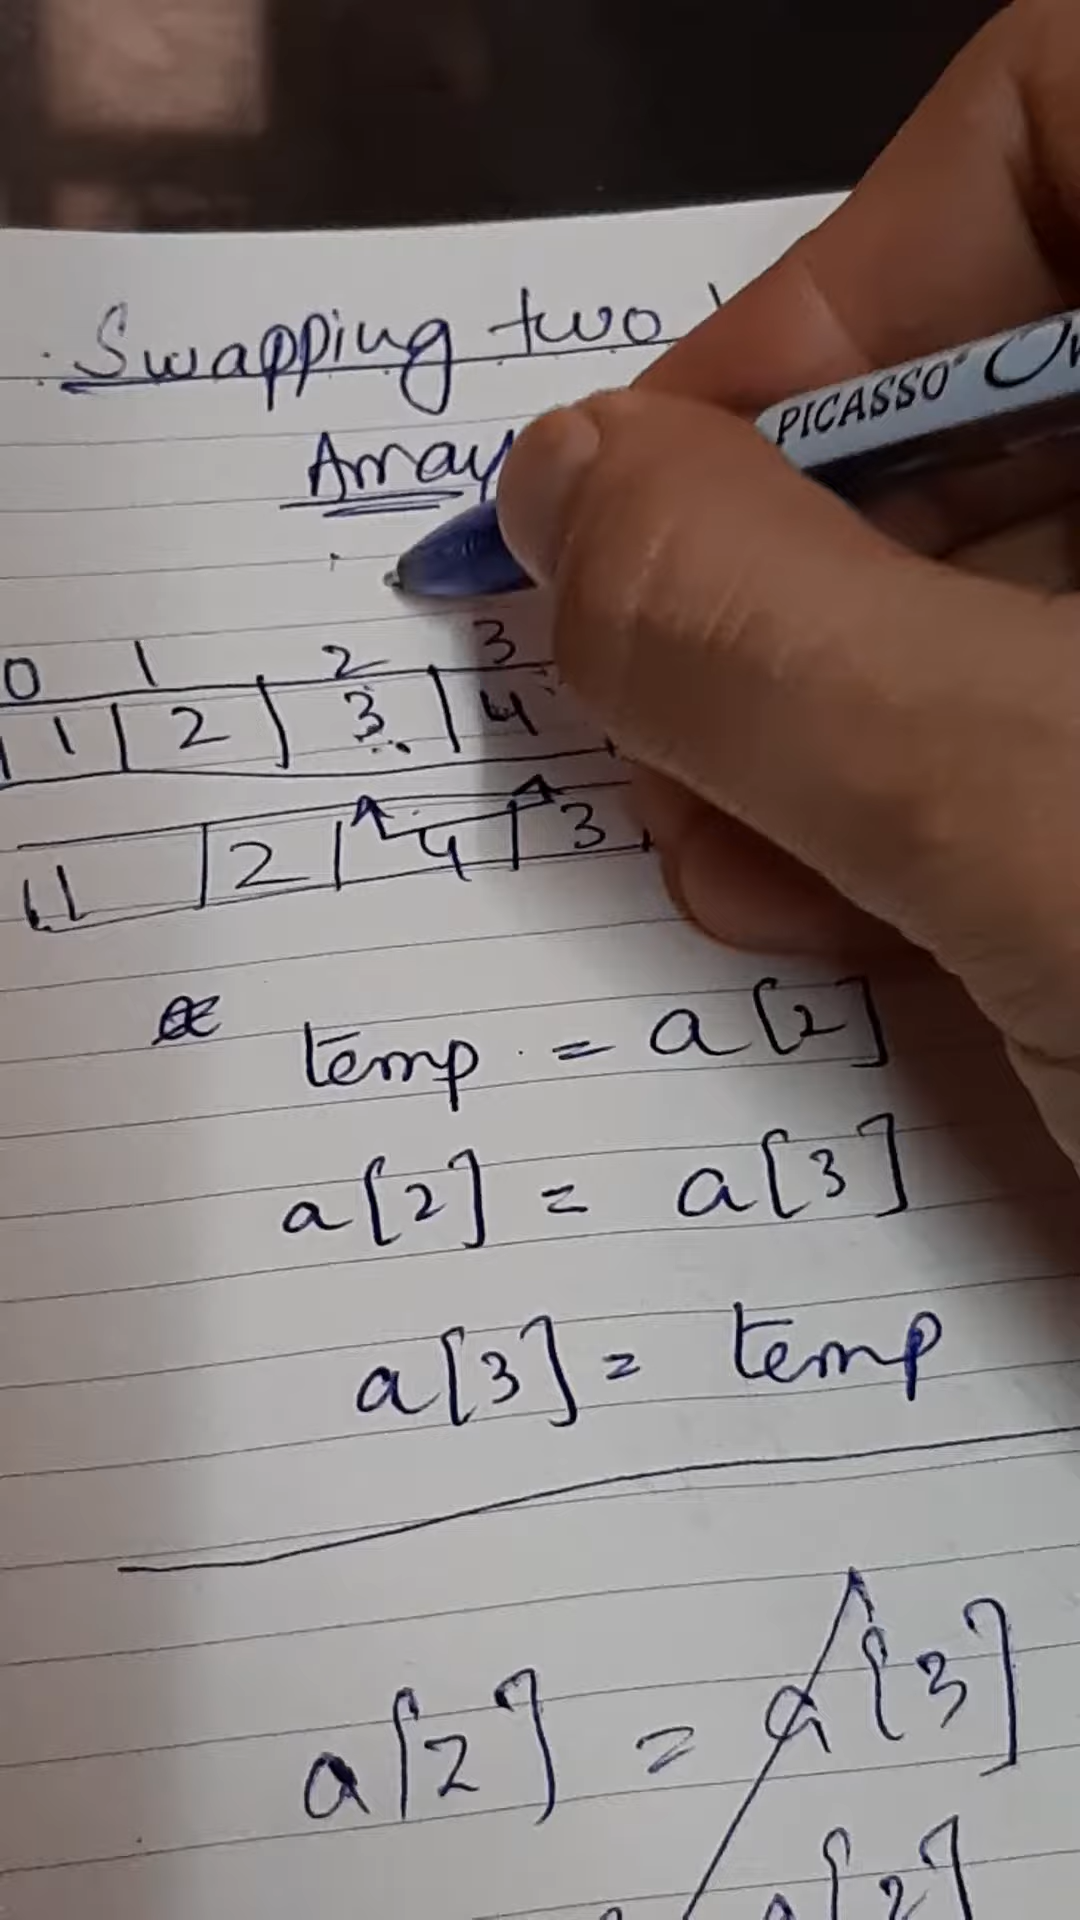 Swapping two
Array
PICASSO
0 1 2 3
1 2 3 4
1 2 4 3
temp = a[2]
a[2] = a[3]
a[3] = temp
a[2] = a[3]
a[2]